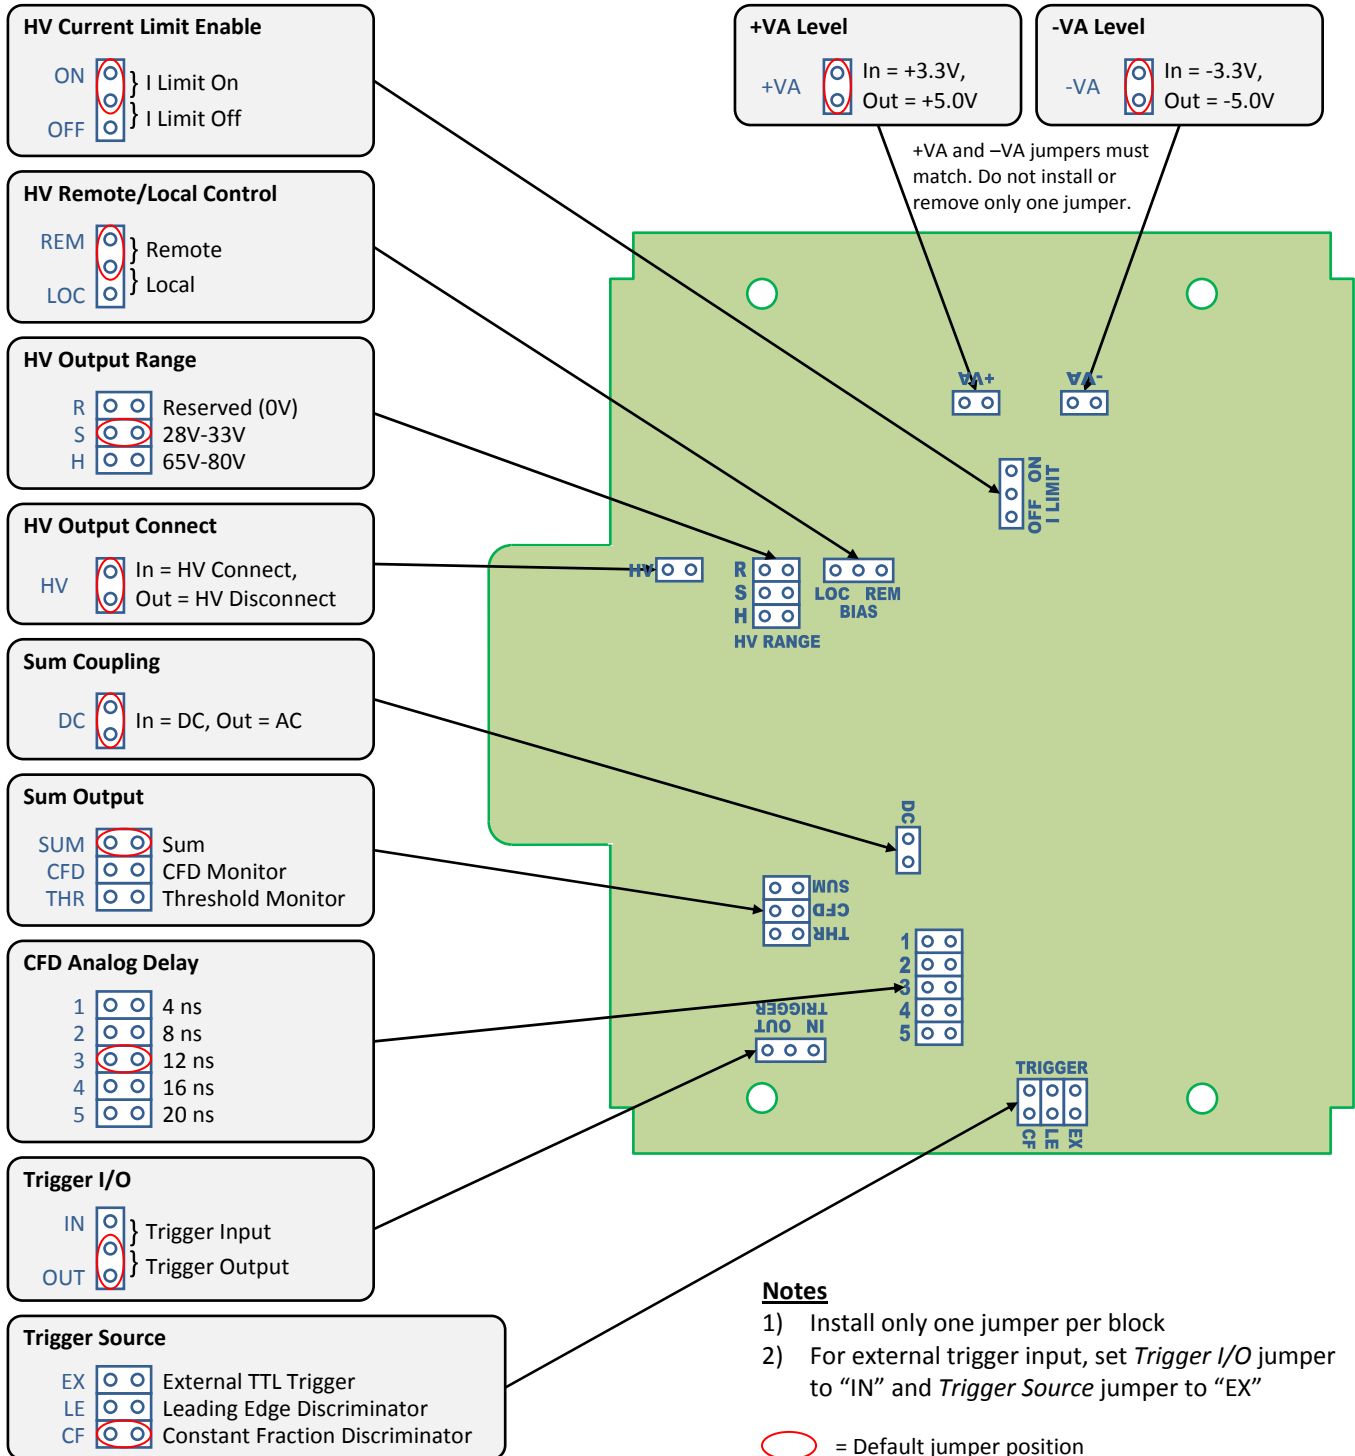 HV Current Limit Enable
ON
} I Limit On
} I Limit Off
OFF
HV Remote/Local Control
REM
} Remote
} Local
LOC
HV Output Range
R Reserved (0V)
S 28V-33V
H 65V-80V
HV Output Connect
HV
In = HV Connect,
Out = HV Disconnect
Sum Coupling
DC In = DC, Out = AC
Sum Output
SUM Sum
CFD CFD Monitor
THR Threshold Monitor
CFD Analog Delay
1 4 ns
2 8 ns
3 12 ns
4 16 ns
5 20 ns
Trigger I/O
IN
} Trigger Input
} Trigger Output
OUT
Trigger Source
EX External TTL Trigger
LE Leading Edge Discriminator
CF Constant Fraction Discriminator
+VA Level
+VA
In = +3.3V,
Out = +5.0V
-VA Level
-VA
In = -3.3V,
Out = -5.0V
+VA and –VA jumpers must
match. Do not install or
remove only one jumper.
+VA
-VA
OFF ON
I LIMIT
HV
R
S
H
HV RANGE
LOC REM
BIAS
DC
SUM
CFD
THR
1
2
3
4
5
TRIGGER
IN OUT
TRIGGER
CF LE EX
Notes
1) Install only one jumper per block
2) For external trigger input, set Trigger I/O jumper
to “IN” and Trigger Source jumper to “EX”
= Default jumper position